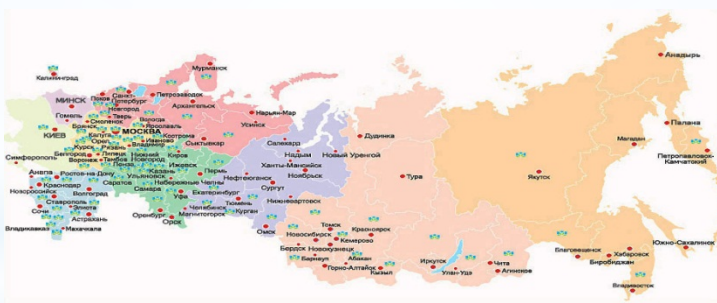 Мурманск
Анадырь
Калининград
Санкт-Петербург
Петрозаводск
Псков
МИНСК
Новгород
Архангельск
Гомель
Смоленск
Тверь
Вологда
Нарьян-Мар
Палана
Брянск
Ярославль
Усинск
КИЕВ
Калуга
МОСКВА
Кострома
Дудинка
Магадан
Орел
Иваново
Владимир
Сыктывкар
Салехард
Петропавловск-
Камчатский
Курск
Рязань
Симферополь
Белгород
Липецк
Нижний
Новгород
Киров
Надым
Новый Уренгой
Воронеж
Тамбов
Ижевск
Ханты-Мансийск
Пенза
Казань
Пермь
Ноябрьск
Тура
Якутск
Анапа
Ростов-на-Дону
Ульяновск
Нефтеюганск
Краснодар
Саратов
Набережные Челны
Сургут
Новороссийск
Волгоград
Самара
Уфа
Екатеринбург
Нижневартовск
Ставрополь
Тюмень
Сочи
Элиста
Челябинск
Оренбург
Магнитогорск
Курган
Астрахань
Орск
Омск
Томск
Красноярск
Владикавказ
Махачкала
Новосибирск
Кемерово
Южно-Сахалинск
Бердск
Новокузнецк
Благовещенск
Хабаровск
Барнаул
Абакан
Иркутск
Чита
Биробиджан
Горно-Алтайск
Кызыл
Улан-Удэ
Агинское
Владивосток